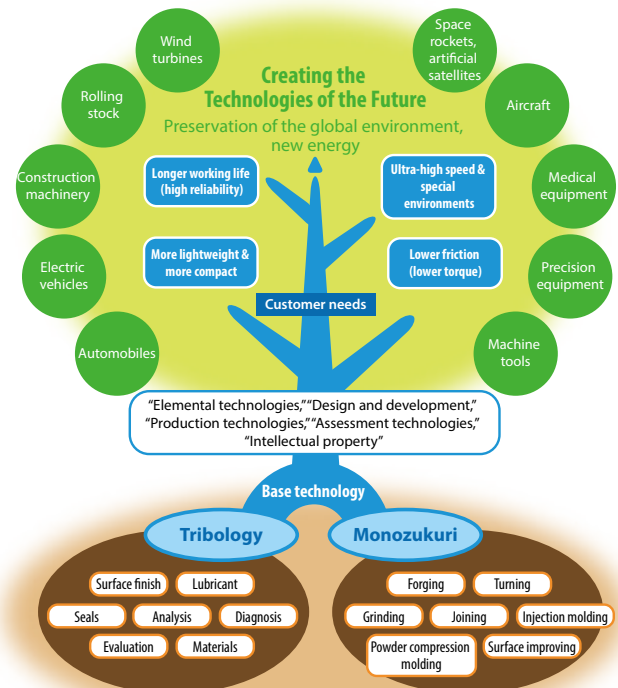 Wind
turbines
Space
rockets,
artificial
satellites
Rolling
stock
Creating the
Technologies of the Future
Preservation of the global environment,
new energy
Aircraft
Construction
machinery
Longer working life
(high reliability)
Ultra-high speed &
special
environments
Medical
equipment
Electric
vehicles
More lightweight &
more compact
Lower friction
(lower torque)
Precision
equipment
Customer needs
Automobiles
Machine
tools
“Elemental technologies,”“Design and development,”
“Production technologies,”“Assessment technologies,”
“Intellectual property”
Base technology
Tribology
Monozukuri
Surface finish
Lubricant
Seals
Analysis
Diagnosis
Evaluation
Materials
Forging
Turning
Grinding
Joining
Injection molding
Powder compression
molding
Surface improving